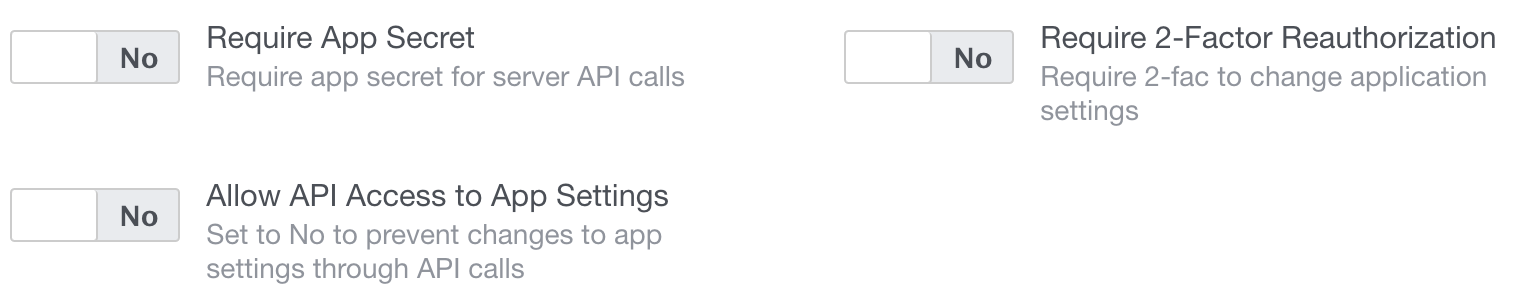 No
Require App Secret
Require app secret for server API calls
No
Require 2-Factor Reauthorization
Require 2-fac to change application
settings
No
Allow API Access to App Settings
Set to No to prevent changes to app
settings through API calls